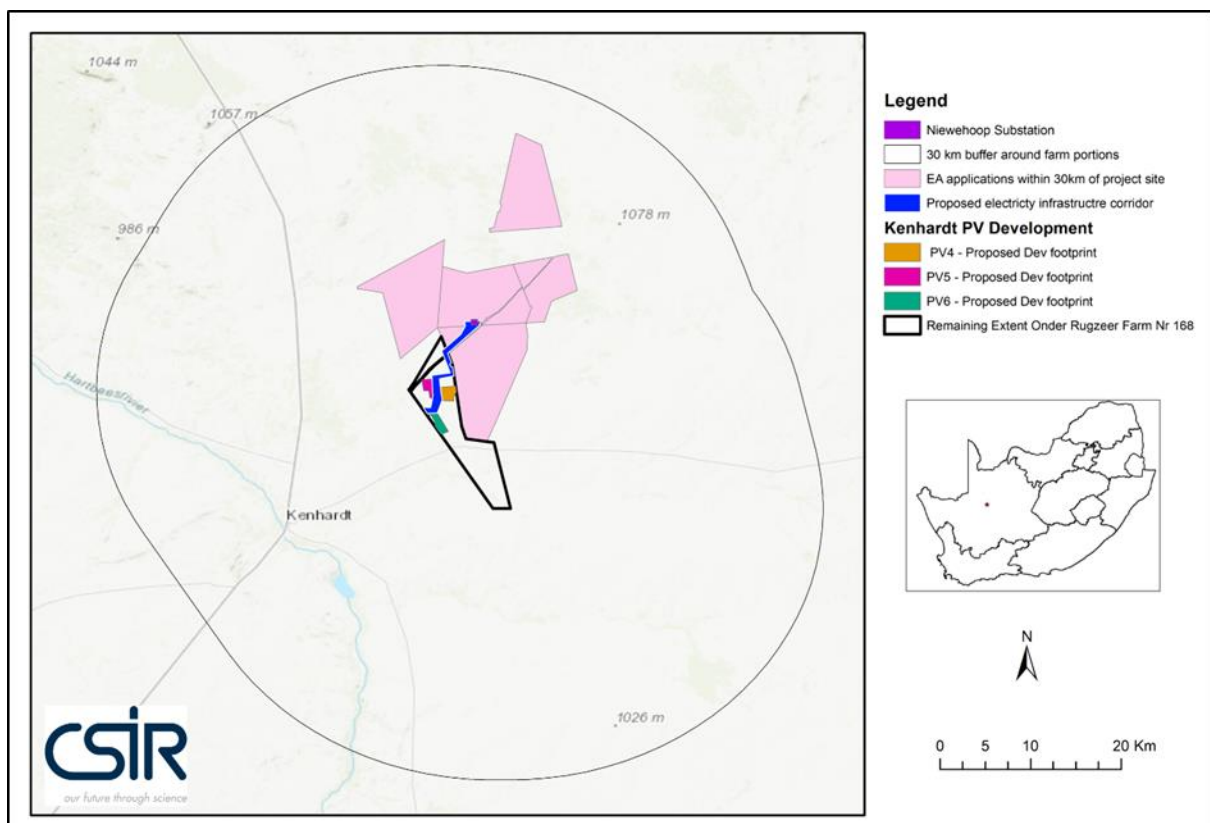 1044 m
1057 m
986 m
1078 m
Hartbeesrivier
Kenhardt
1026 m
CSIR
our future through science
Legend
Niewehoop Substation
30 km buffer around farm portions
EA applications within 30km of project site
Proposed electricty infrastructre corridor
Kenhardt PV Development
PV4 - Proposed Dev footprint
PV5 - Proposed Dev footprint
PV6 - Proposed Dev footprint
Remaining Extent Onder Rugzeer Farm Nr 168
N
0 5 10 20 Km